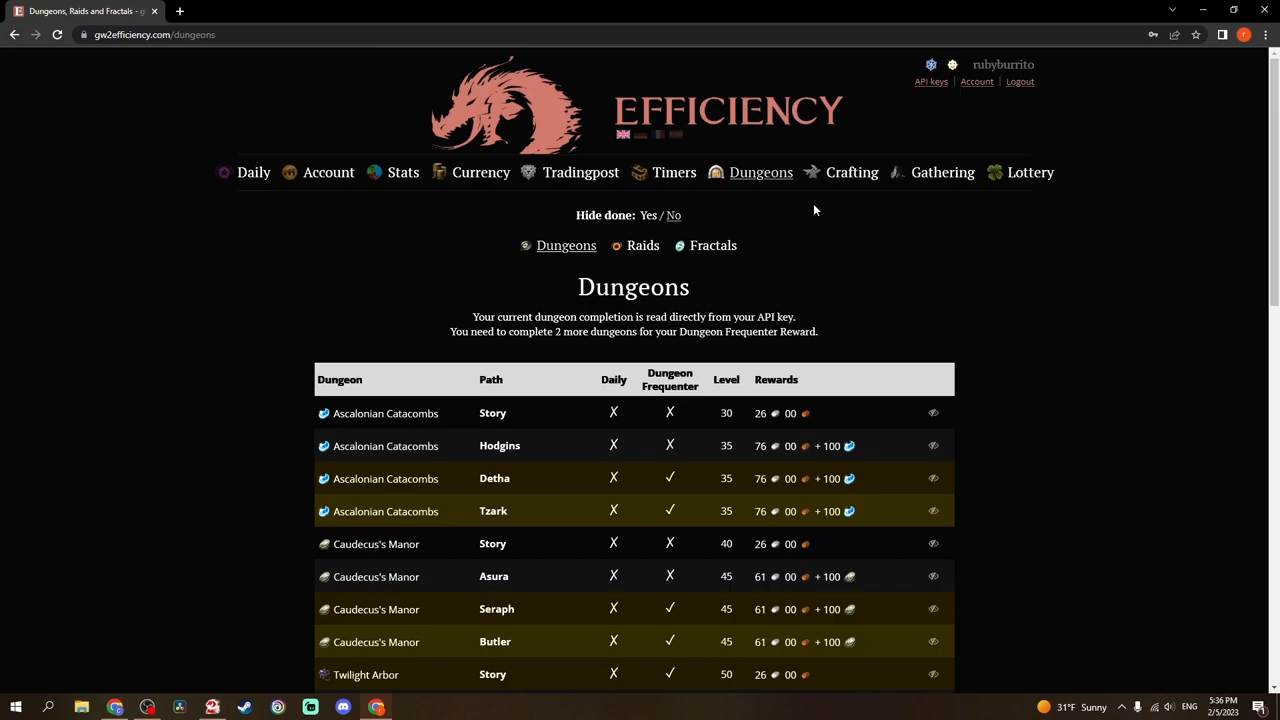 Dungeons, Raids and Fractals - g
gw2efficiency.com/dungeons
r
rubyburrito
API keys | Account | Logout
EFFICIENCY
Daily Account Stats Currency Tradingpost Timers Dungeons Crafting Gathering Lottery
Hide done: Yes / No
Dungeons Raids Fractals
Dungeons
Your current dungeon completion is read directly from your API key.
You need to complete 2 more dungeons for your Dungeon Frequenter Reward.
Dungeon Path Daily Dungeon Frequenter Level Rewards
Ascalonian Catacombs Story ✗ ✗ 30 26 00
Ascalonian Catacombs Hodgins ✗ ✗ 35 76 00 + 100
Ascalonian Catacombs Detha ✗ ✓ 35 76 00 + 100
Ascalonian Catacombs Tzark ✗ ✓ 35 76 00 + 100
Caudecus's Manor Story ✗ ✗ 40 26 00
Caudecus's Manor Asura ✗ ✗ 45 61 00 + 100
Caudecus's Manor Seraph ✗ ✓ 45 61 00 + 100
Caudecus's Manor Butler ✗ ✓ 45 61 00 + 100
Twilight Arbor Story ✗ ✓ 50 26 00
31°F Sunny
ENG
5:36 PM
2/5/2023